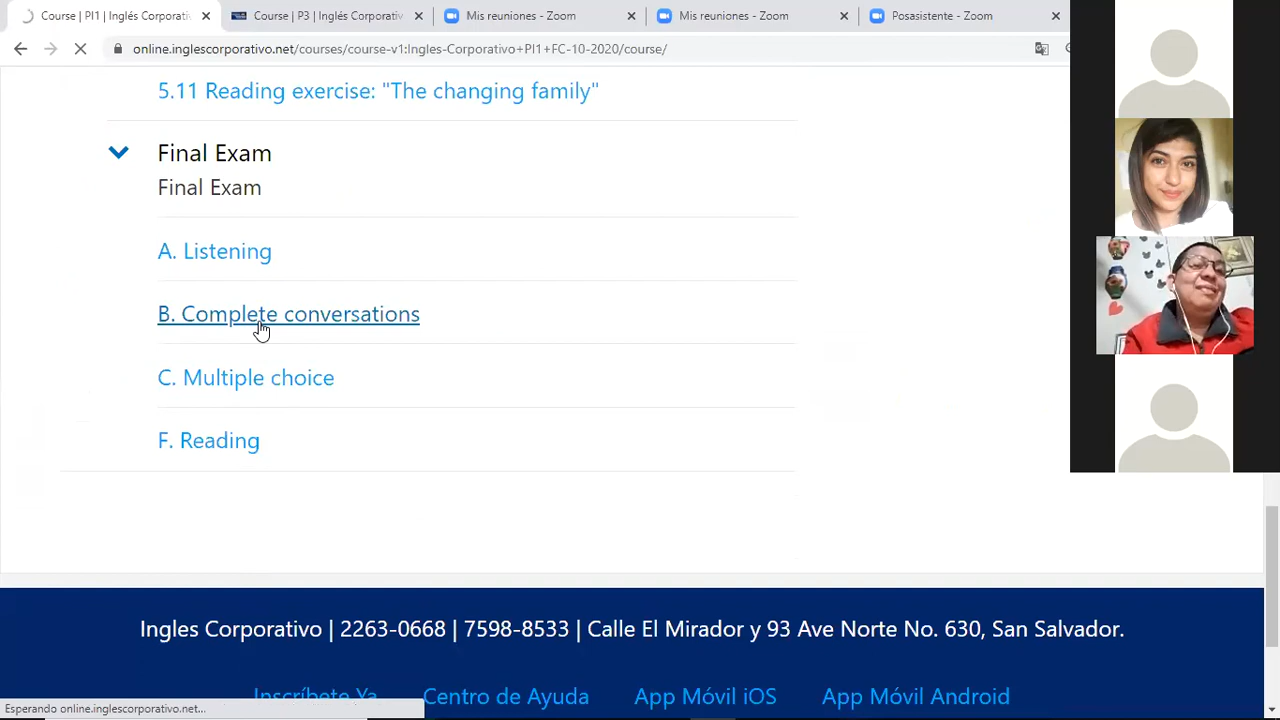 Course | PI1 | Inglés Corporati
Course | P3 | Inglés Corporativ
Mis reuniones - Zoom
Mis reuniones - Zoom
Posasistente - Zoom
online.inglescorporativo.net/courses/course-v1:Ingles-Corporativo+PI1+FC-10-2020/course/
5.11 Reading exercise: "The changing family"
Final Exam
Final Exam
A. Listening
B. Complete conversations
C. Multiple choice
F. Reading
Ingles Corporativo | 2263-0668 | 7598-8533 | Calle El Mirador y 93 Ave Norte No. 630, San Salvador.
Inscríbete Ya
Centro de Ayuda
App Móvil iOS
App Móvil Android
Esperando online.inglescorporativo.net...